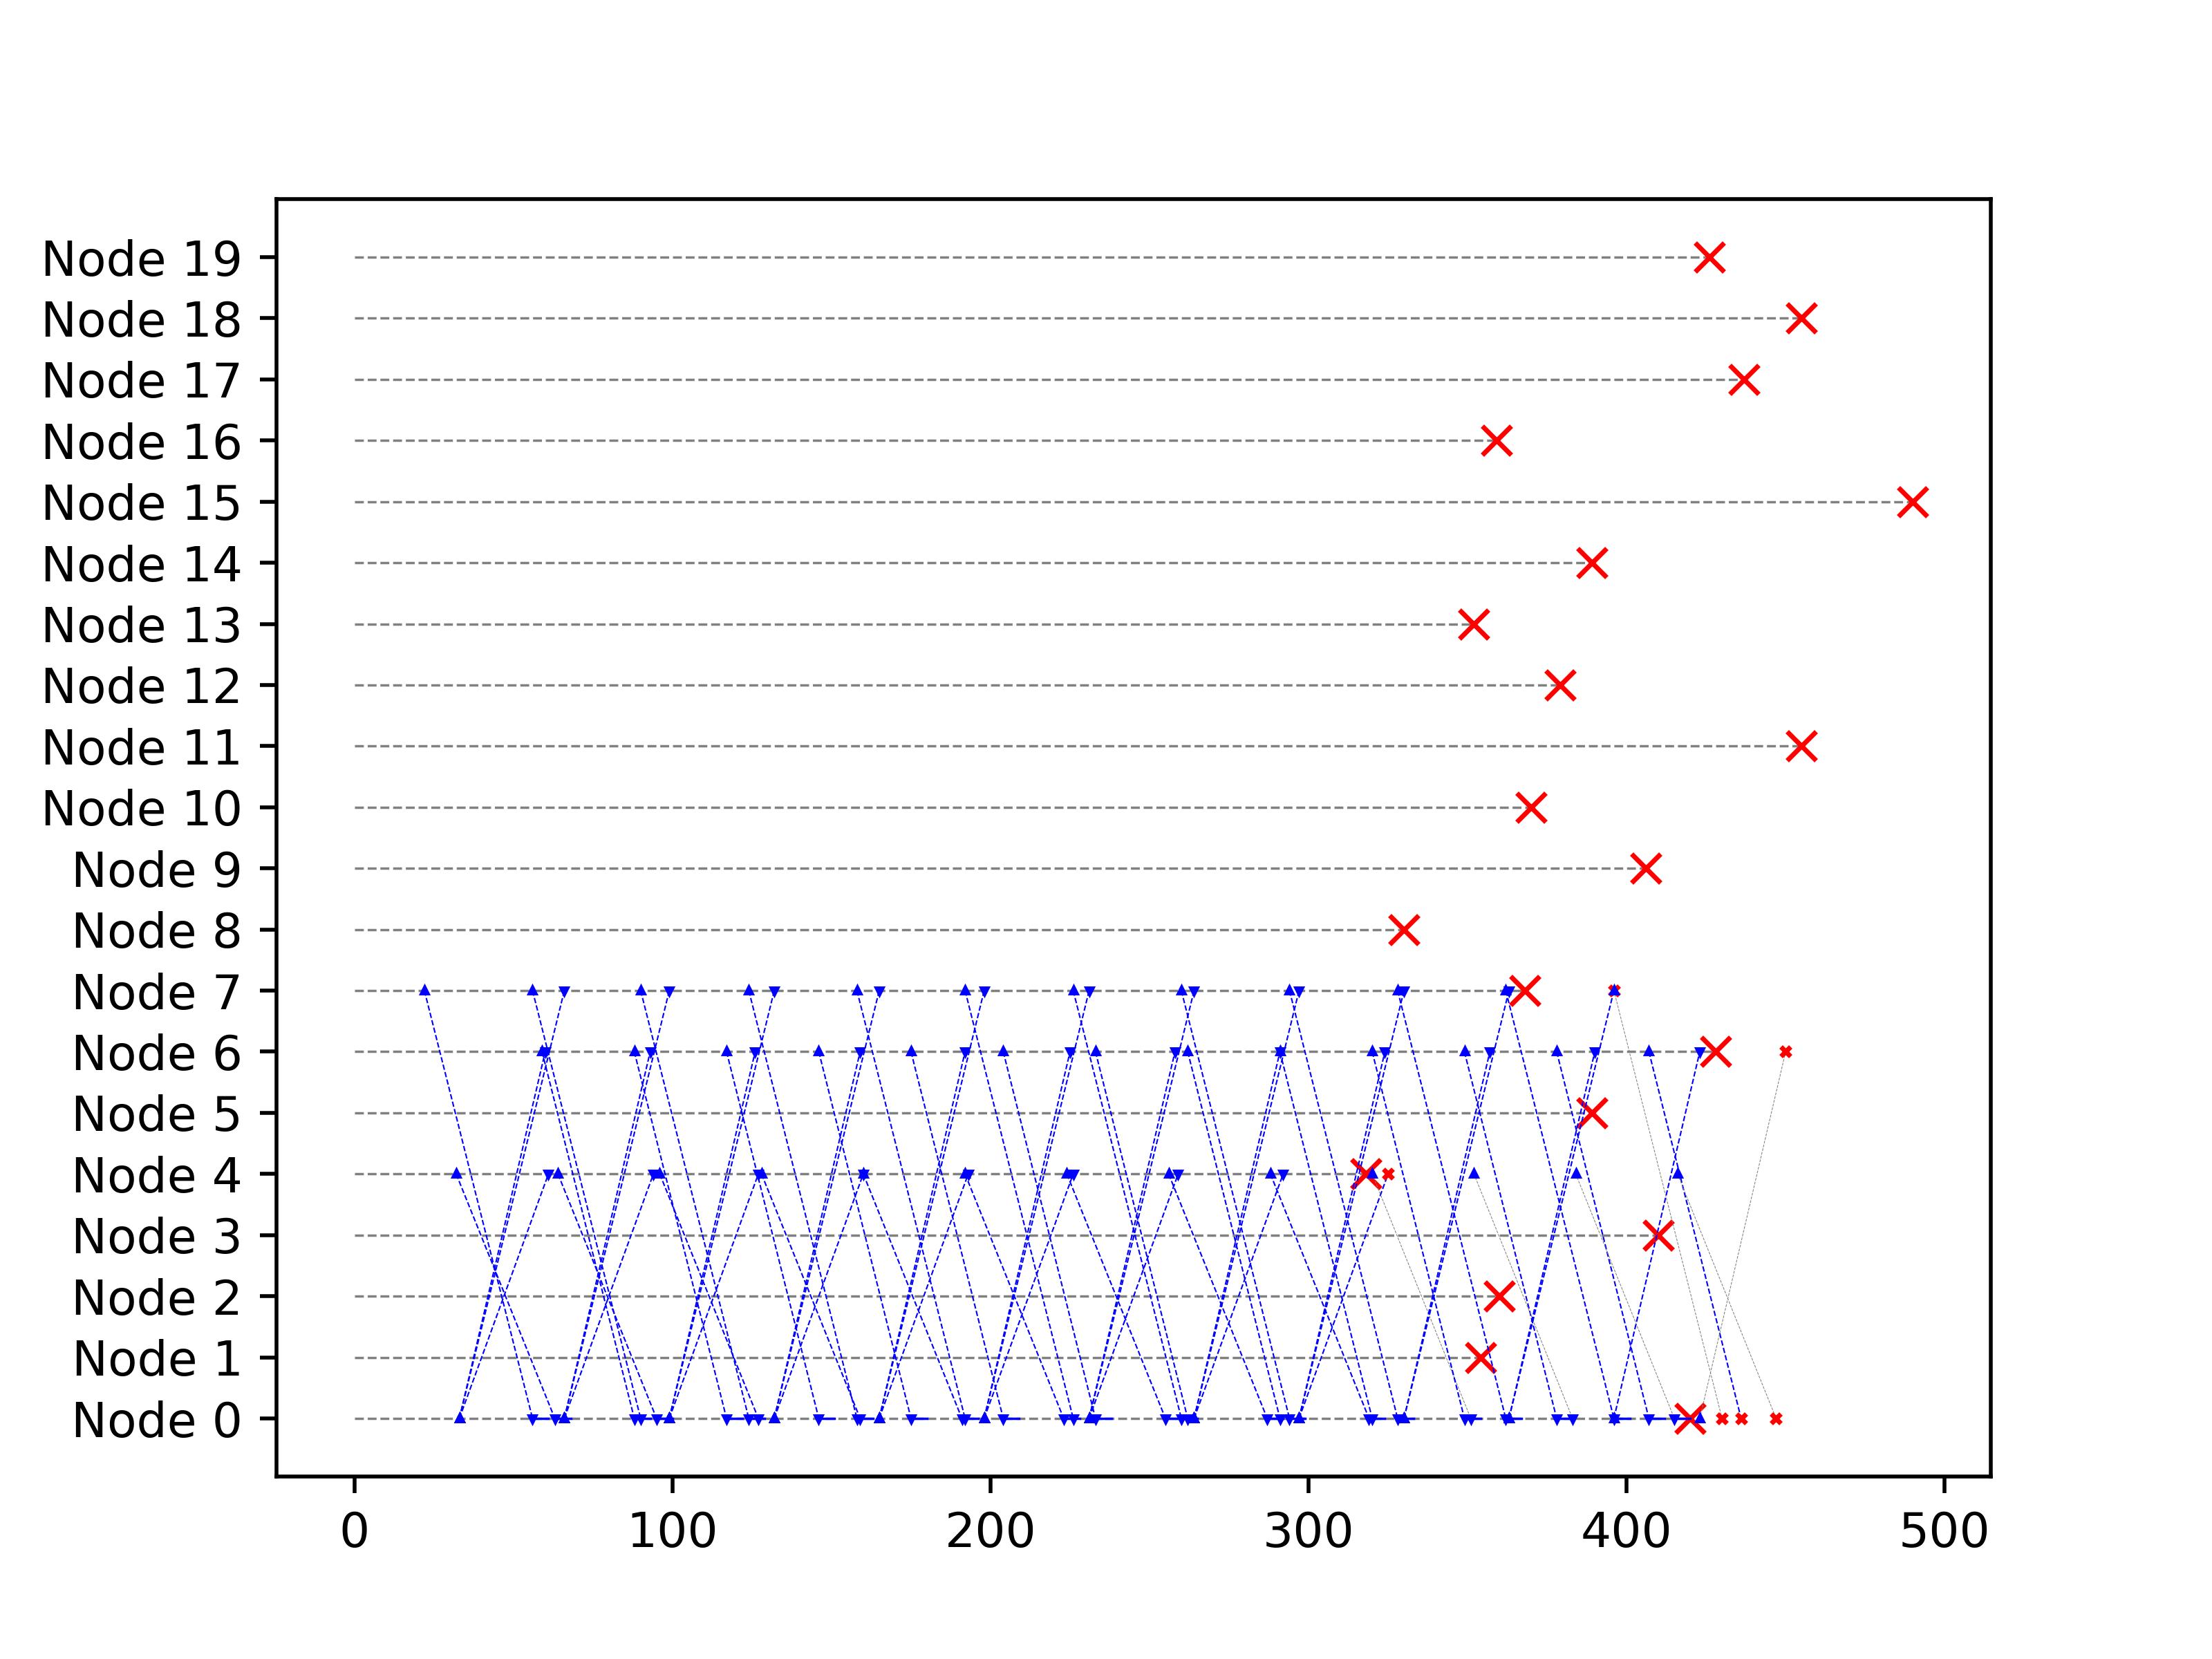 Node 19
Node 18
Node 17
Node 16
Node 15
Node 14
Node 13
Node 12
Node 11
Node 10
Node 9
Node 8
Node 7
Node 6
Node 5
Node 4
Node 3
Node 2
Node 1
Node 0
0 100 200 300 400 500